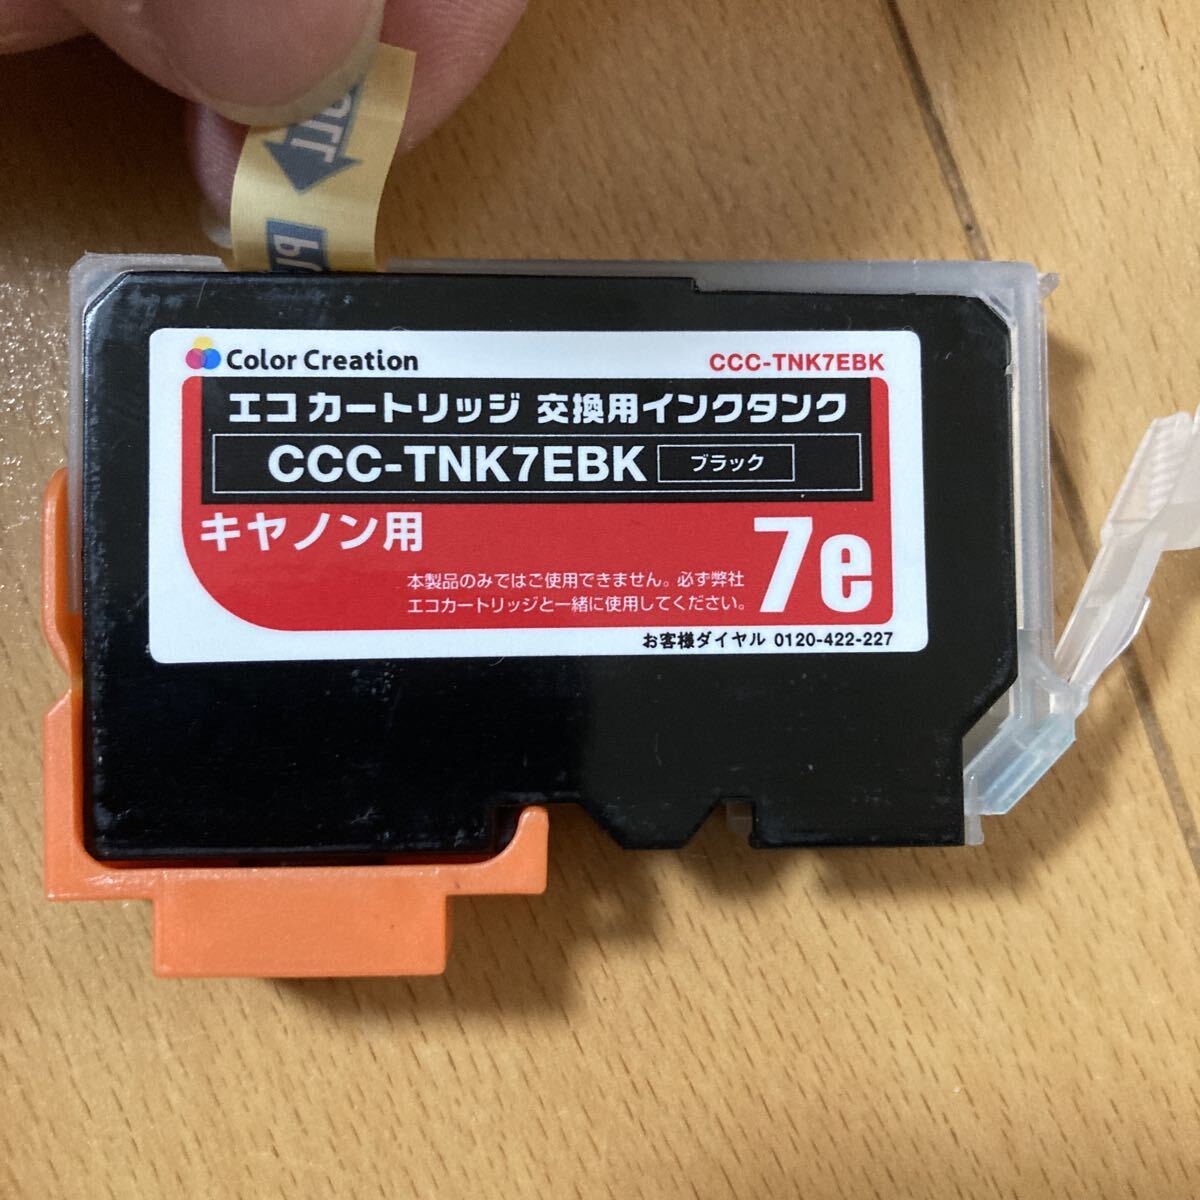 Color Creation
CCC-TNK7EBK
エコ カートリッジ 交換用インクタンク
CCC-TNK7EBK ブラック
キヤノン用
7e
本製品のみではご使用できません。必ず弊社
エコカートリッジと一緒に使用してください。
お客様ダイヤル 0120-422-227